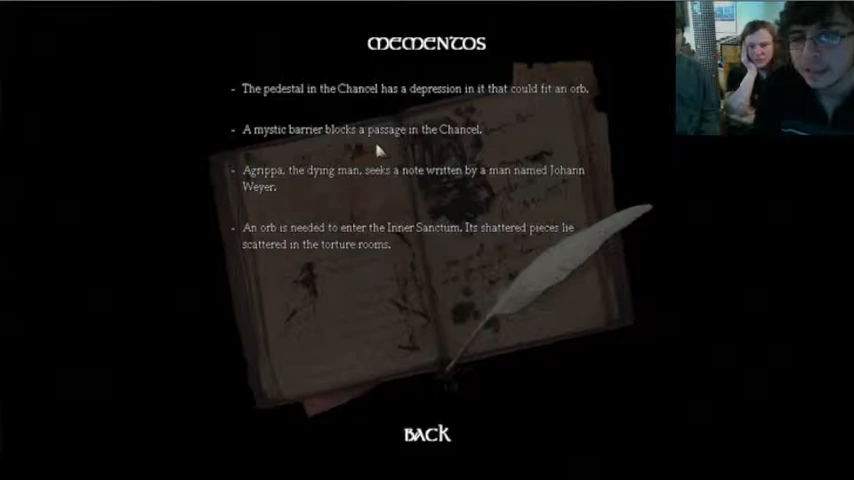 MEMENTOS
- The pedestal in the Chancel has a depression in it that could fit an orb.
- A mystic barrier blocks a passage in the Chancel.
- Agrippa, the dying man, seeks a note written by a man named Johann
Weyer.
- An orb is needed to enter the Inner Sanctum. Its shattered pieces lie
scattered in the torture rooms.
BACK